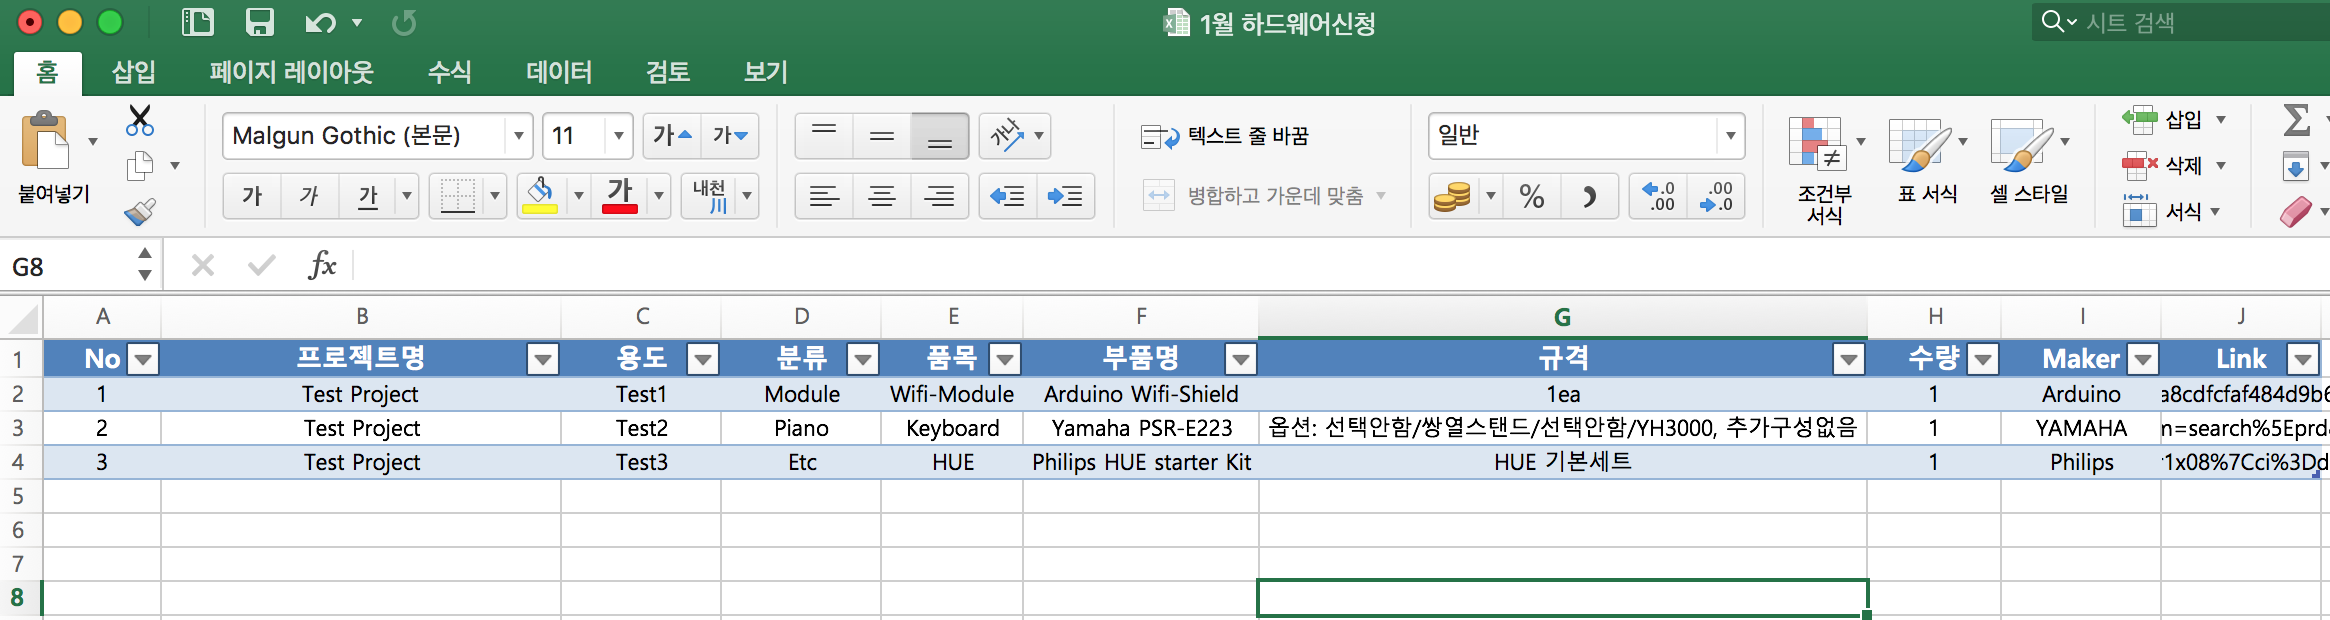 1월 하드웨어신청
시트 검색
홈 삽입 페이지 레이아웃 수식 데이터 검토 보기
붙여넣기
Malgun Gothic (본문) 11 가 가
가 가 가 가 내천 川
텍스트 줄 바꿈
병합하고 가운데 맞춤
일반
% .0 .00 .00 .0
조건부 서식
표 서식
셀 스타일
삽입
삭제
서식
G8 fx
A B C D E F G H I J
1 No 프로젝트명 용도 분류 품목 부품명 규격 수량 Maker Link
2 1 Test Project Test1 Module Wifi-Module Arduino Wifi-Shield 1ea 1 Arduino a8cdfcfaf484d9b6
3 2 Test Project Test2 Piano Keyboard Yamaha PSR-E223 옵션: 선택안함/쌍열스탠드/선택안함/YH3000, 추가구성없음 1 YAMAHA n=search%5Eprd
4 3 Test Project Test3 Etc HUE Philips HUE starter Kit HUE 기본세트 1 Philips 1x08%7Cci%3Dd
5
6
7
8